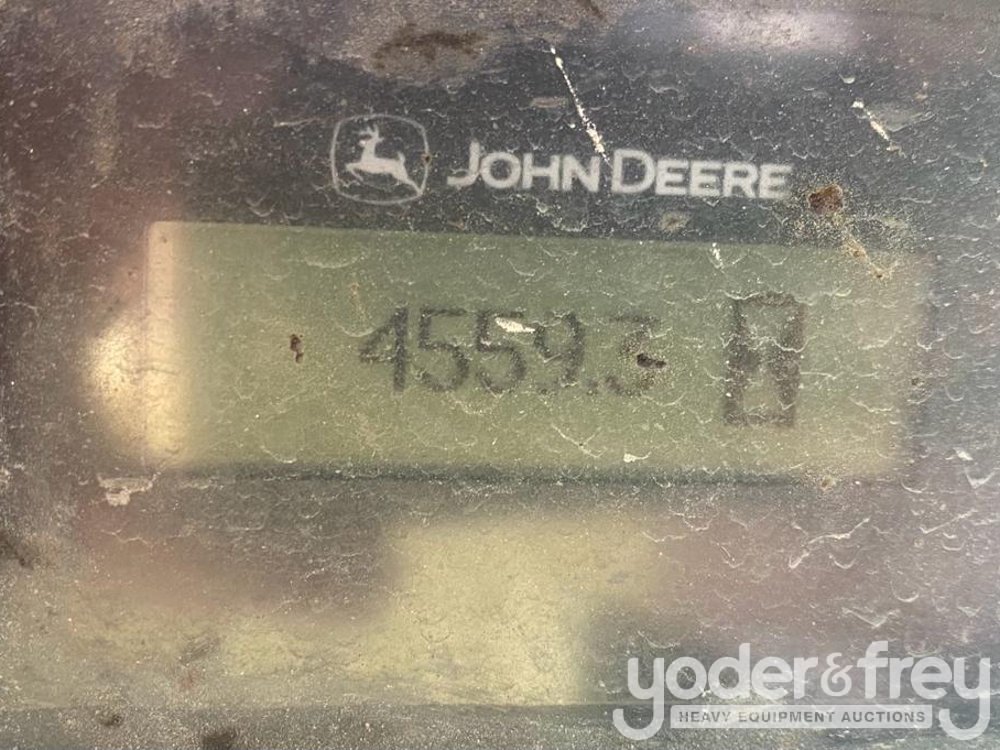 JOHN DEERE
4559.3
yoder&frey
HEAVY EQUIPMENT AUCTIONS